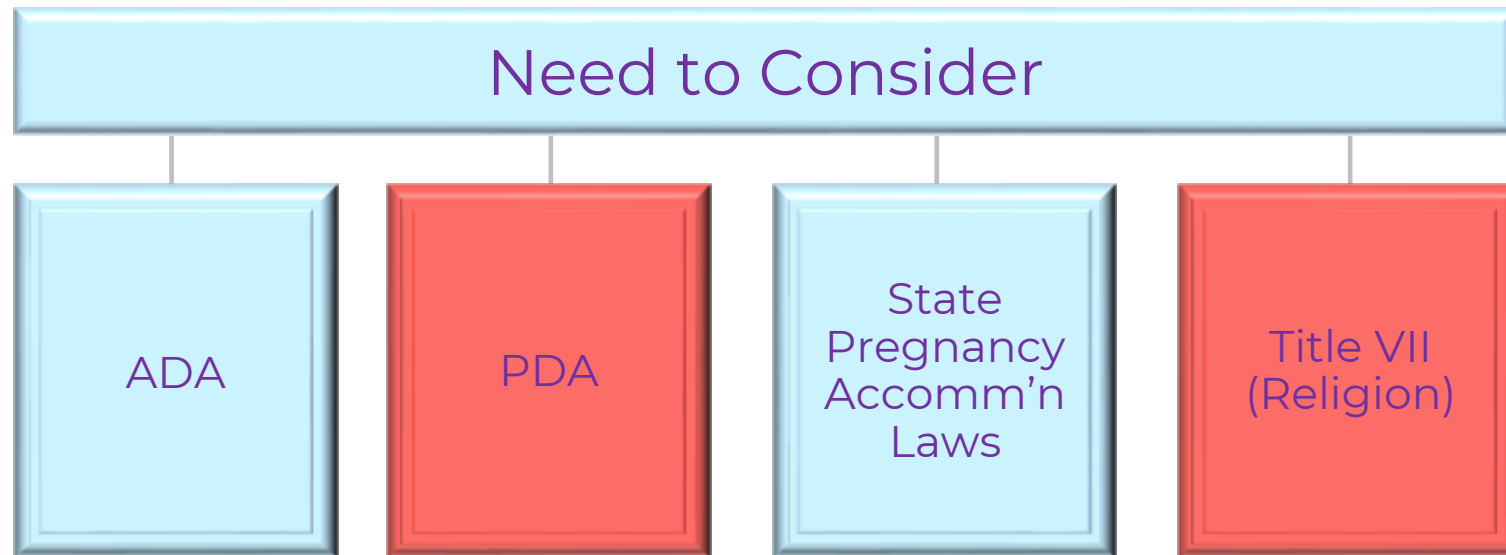 Need to Consider
ADA
PDA
State
Pregnancy
Accomm’n
Laws
Title VII
(Religion)